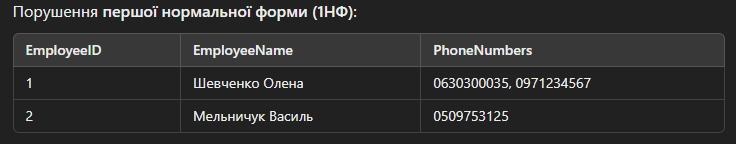 Порушення першої нормальної форми (1НФ):
EmployeeID EmployeeName PhoneNumbers
1 Шевченко Олена 0630300035, 0971234567
2 Мельничук Василь 0509753125